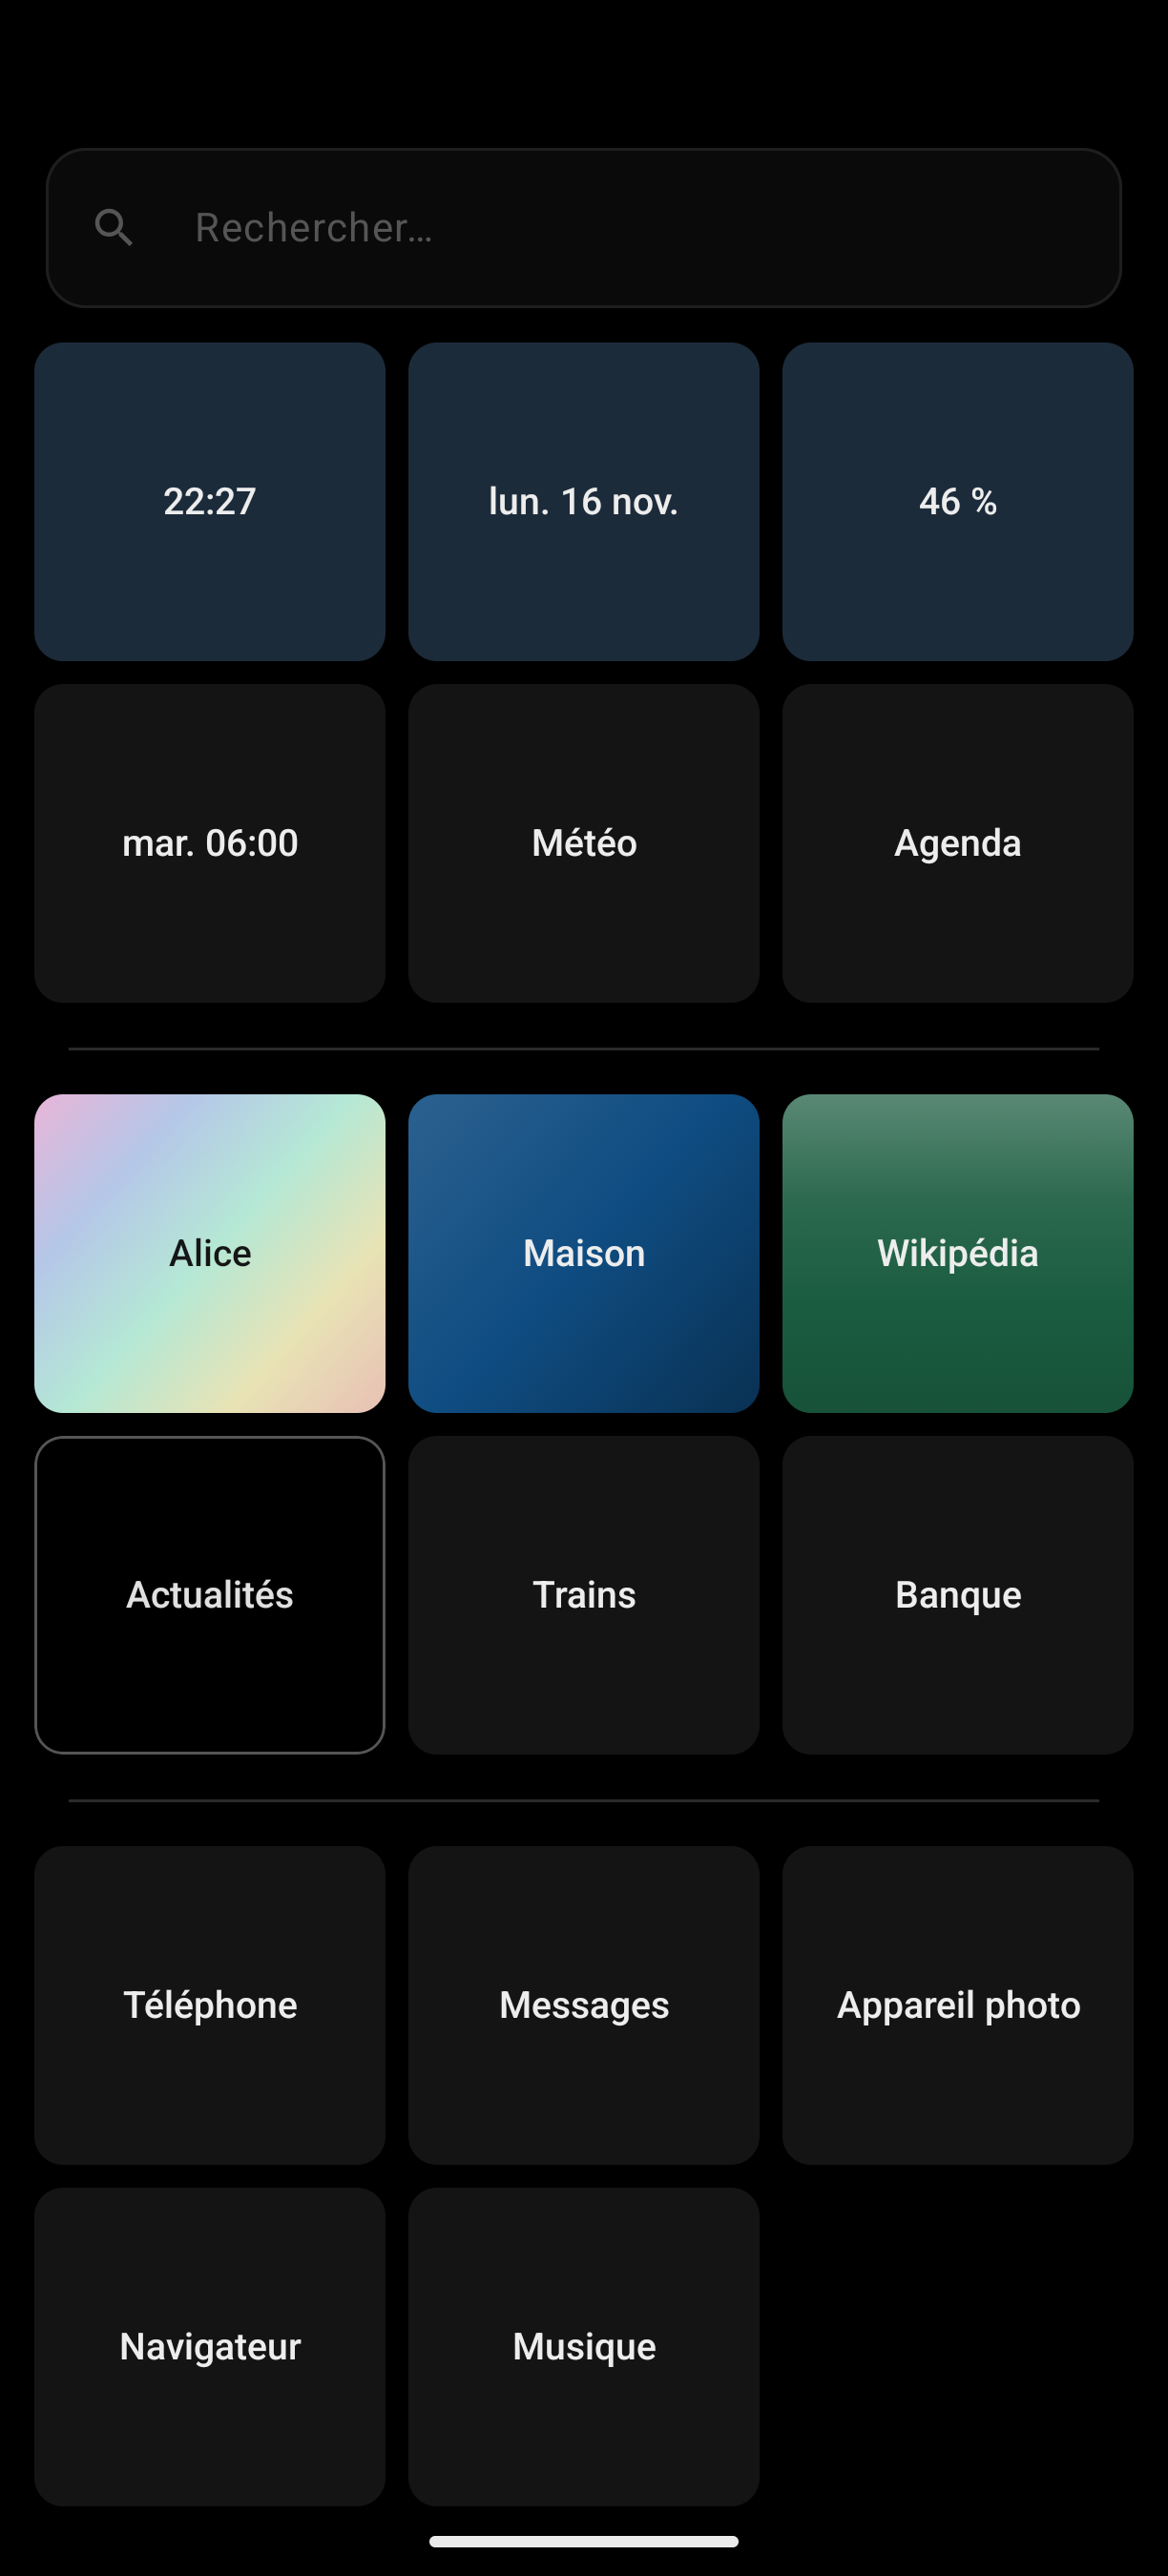 Rechercher…
22:27
lun. 16 nov.
46 %
mar. 06:00
Météo
Agenda
Alice
Maison
Wikipédia
Actualités
Trains
Banque
Téléphone
Messages
Appareil photo
Navigateur
Musique